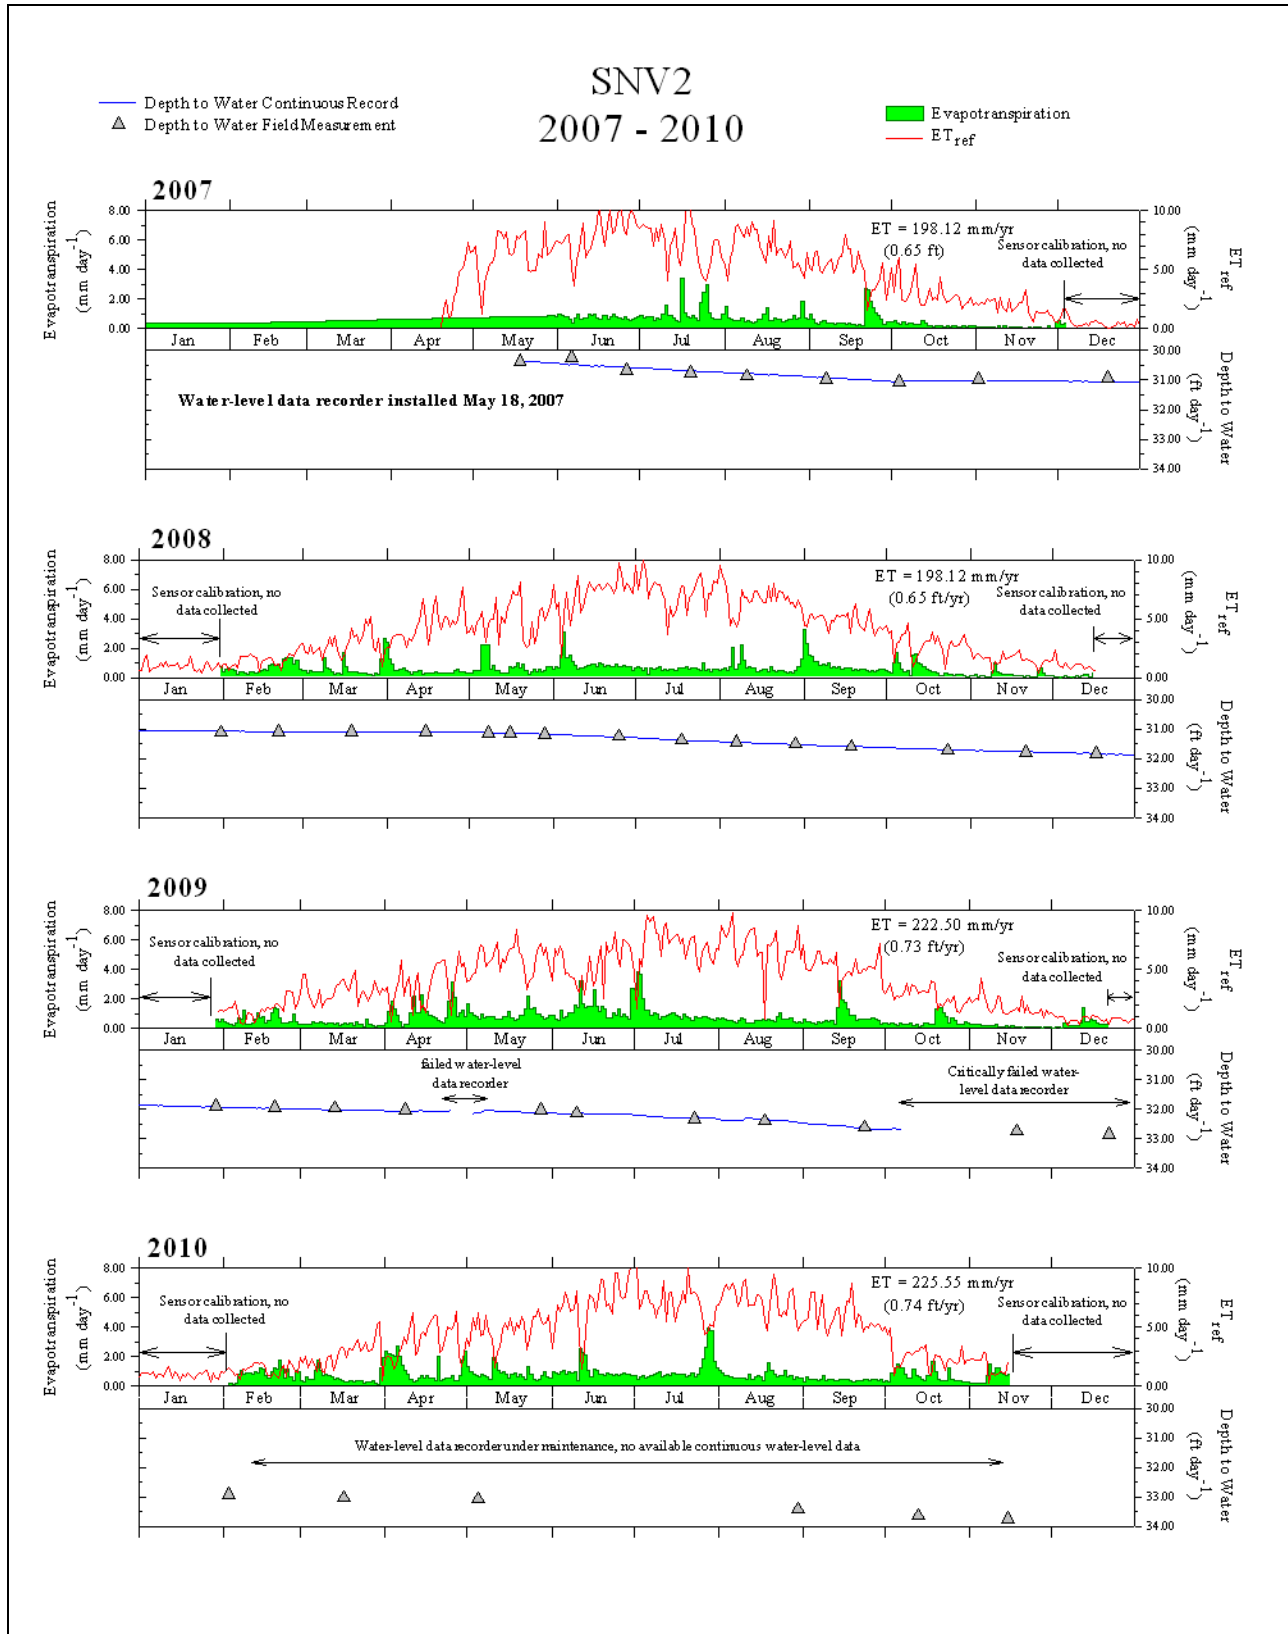 SNV2
2007 - 2010
Depth to Water Continuous Record
Depth to Water Field Measurement
Evapotranspiration
ETref
2007
Evapotranspiration
(mm day-1)
8.00
6.00
4.00
2.00
0.00
ET = 198.12 mm/yr
(0.65 ft)
Sensor calibration, no
data collected
10.00
5.00
0.00
ETref
(mm day-1)
Jan Feb Mar Apr May Jun Jul Aug Sep Oct Nov Dec
Water-level data recorder installed May 18, 2007
30.00
31.00
32.00
33.00
34.00
Depth to Water
(ft day-1)
2008
Evapotranspiration
(mm day-1)
8.00
6.00
4.00
2.00
0.00
Sensor calibration, no
data collected
ET = 198.12 mm/yr
(0.65 ft/yr)
Sensor calibration, no
data collected
10.00
5.00
0.00
ETref
(mm day-1)
Jan Feb Mar Apr May Jun Jul Aug Sep Oct Nov Dec
30.00
31.00
32.00
33.00
34.00
Depth to Water
(ft day-1)
2009
Evapotranspiration
(mm day-1)
8.00
6.00
4.00
2.00
0.00
Sensor calibration, no
data collected
ET = 222.50 mm/yr
(0.73 ft/yr)
Sensor calibration, no
data collected
10.00
5.00
0.00
ETref
(mm day-1)
Jan Feb Mar Apr May Jun Jul Aug Sep Oct Nov Dec
failed water-level
data recorder
Critically failed water-
level data recorder
30.00
31.00
32.00
33.00
34.00
Depth to Water
(ft day-1)
2010
Evapotranspiration
(mm day-1)
8.00
6.00
4.00
2.00
0.00
Sensor calibration, no
data collected
ET = 225.55 mm/yr
(0.74 ft/yr)
Sensor calibration, no
data collected
10.00
5.00
0.00
ETref
(mm day-1)
Jan Feb Mar Apr May Jun Jul Aug Sep Oct Nov Dec
Water-level data recorder under maintenance, no available continuous water-level data
30.00
31.00
32.00
33.00
34.00
Depth to Water
(ft day-1)